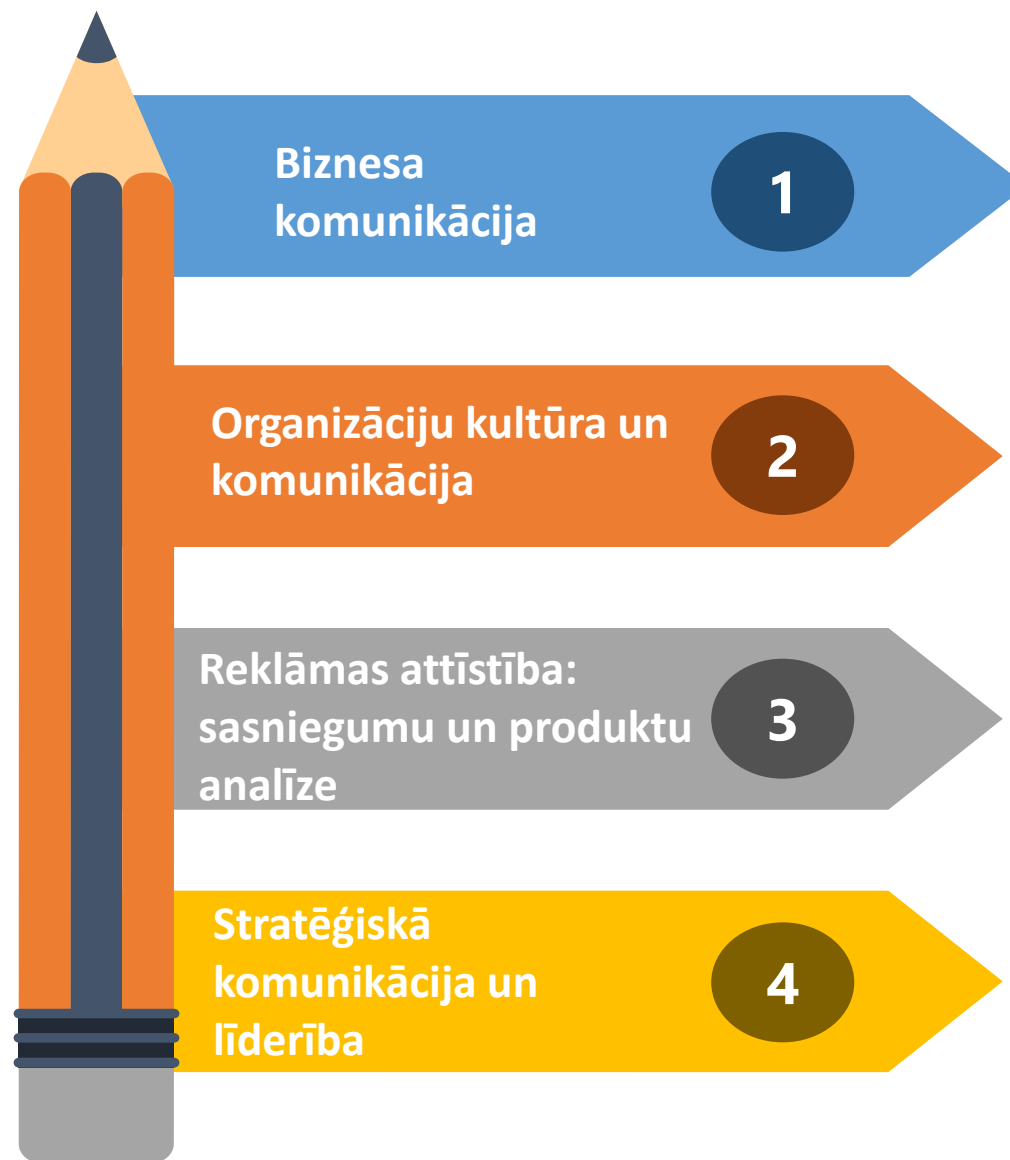 Biznesa
komunikācija
1
Organizāciju kultūra un
komunikācija
2
Reklāmas attīstība:
sasniegumu un produktu
analīze
3
Stratēģiskā
komunikācija un
līderība
4